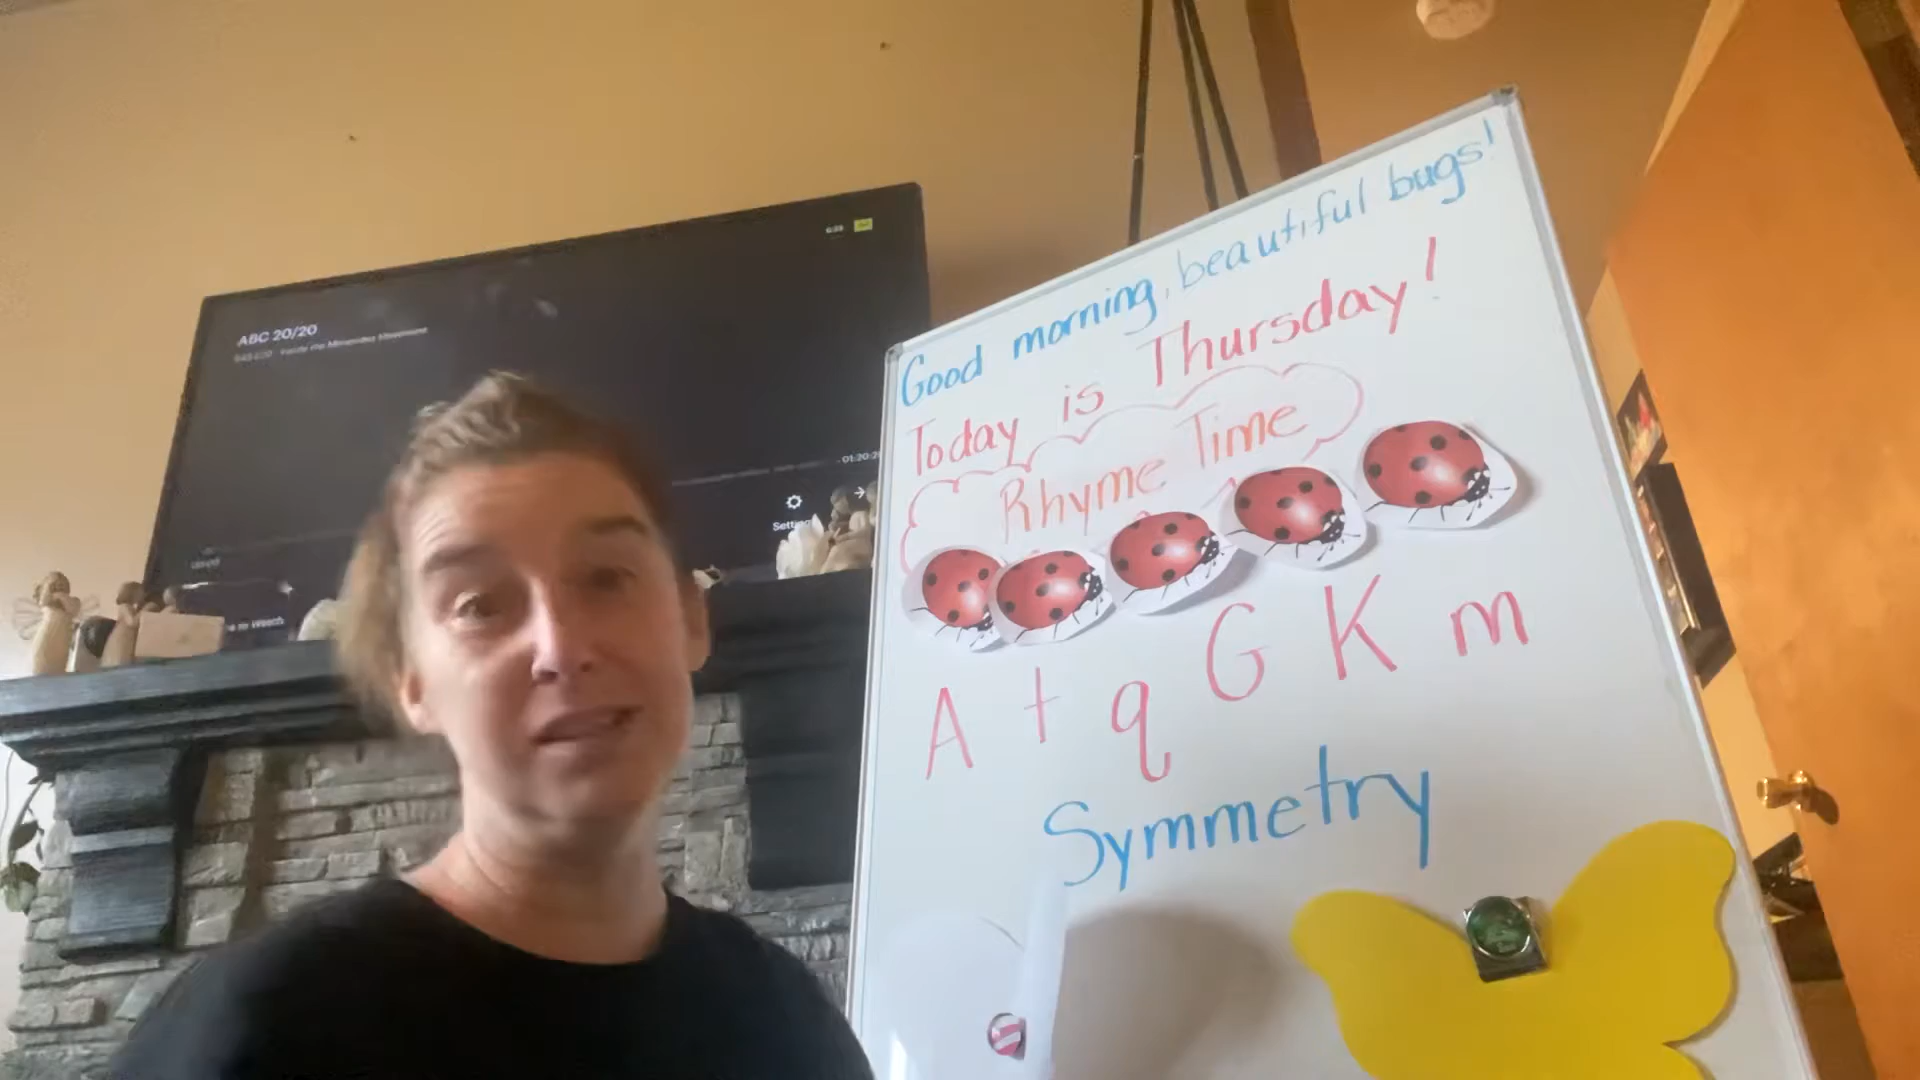 ABC 20/20
Good morning, beautiful bugs!
Today is Thursday!
Rhyme Time
A t q G K m
Symmetry